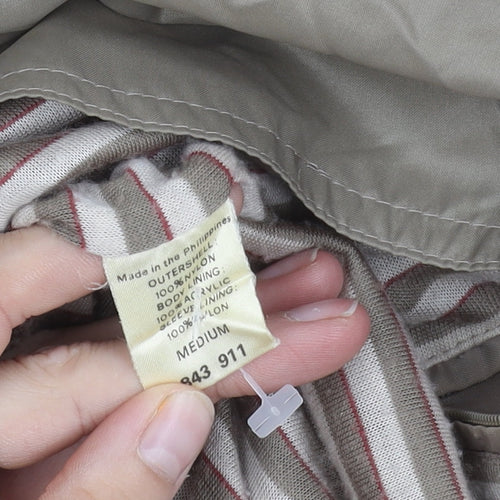 Made in the Philippines
OUTERSHELL:
100% NYLON
BODY LINING:
100% ACRYLIC
SLEEVE LINING:
100% NYLON
MEDIUM
843 911